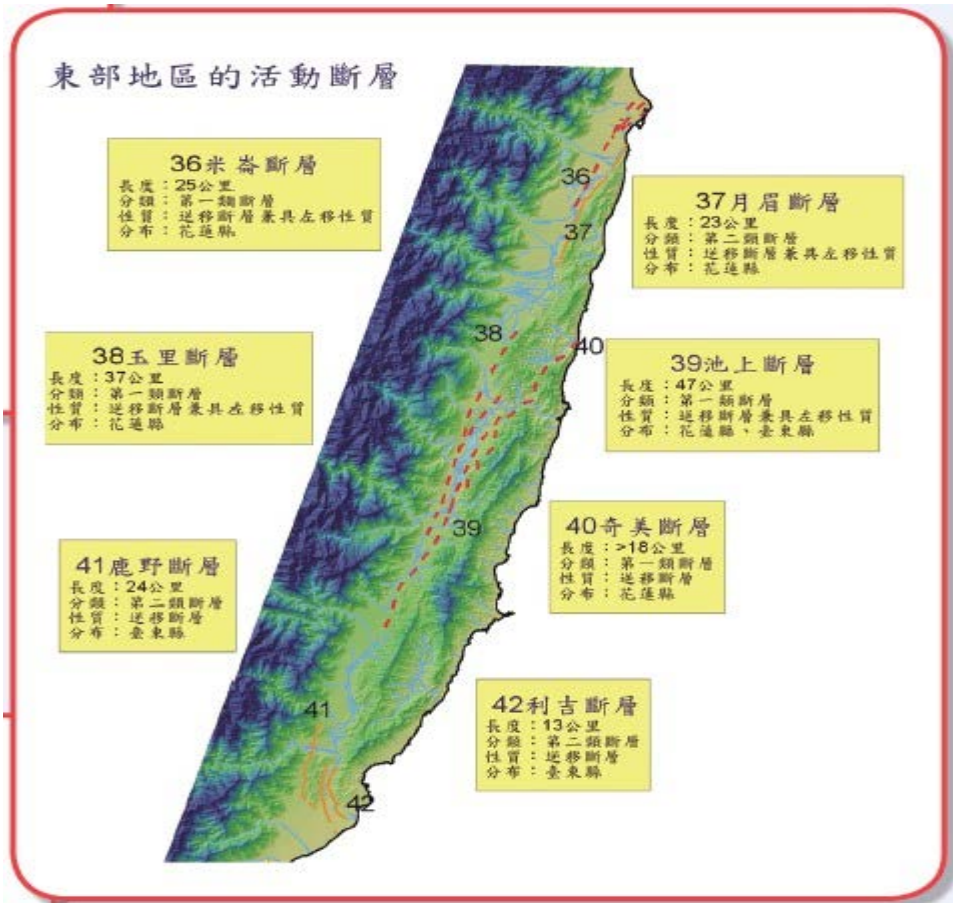 東部地區的活動斷層
36米崙斷層
長度：25公里
分類：第一類斷層
性質：逆移斷層兼具左移性質
分布：花蓮縣
36
37月眉斷層
長度：23公里
分類：第二類斷層
性質：逆移斷層兼具左移性質
分布：花蓮縣
37
38
40
38玉里斷層
長度：37公里
分類：第一類斷層
性質：逆移斷層兼具左移性質
分布：花蓮縣
39池上斷層
長度：47公里
分類：第一類斷層
性質：逆移斷層兼具左移性質
分布：花蓮縣、臺東縣
39
40奇美斷層
長度：>18公里
分類：第一類斷層
性質：逆移斷層
分布：花蓮縣
41鹿野斷層
長度：24公里
分類：第二類斷層
性質：逆移斷層
分布：臺東縣
42利吉斷層
長度：13公里
分類：第二類斷層
性質：逆移斷層
分布：臺東縣
41
42